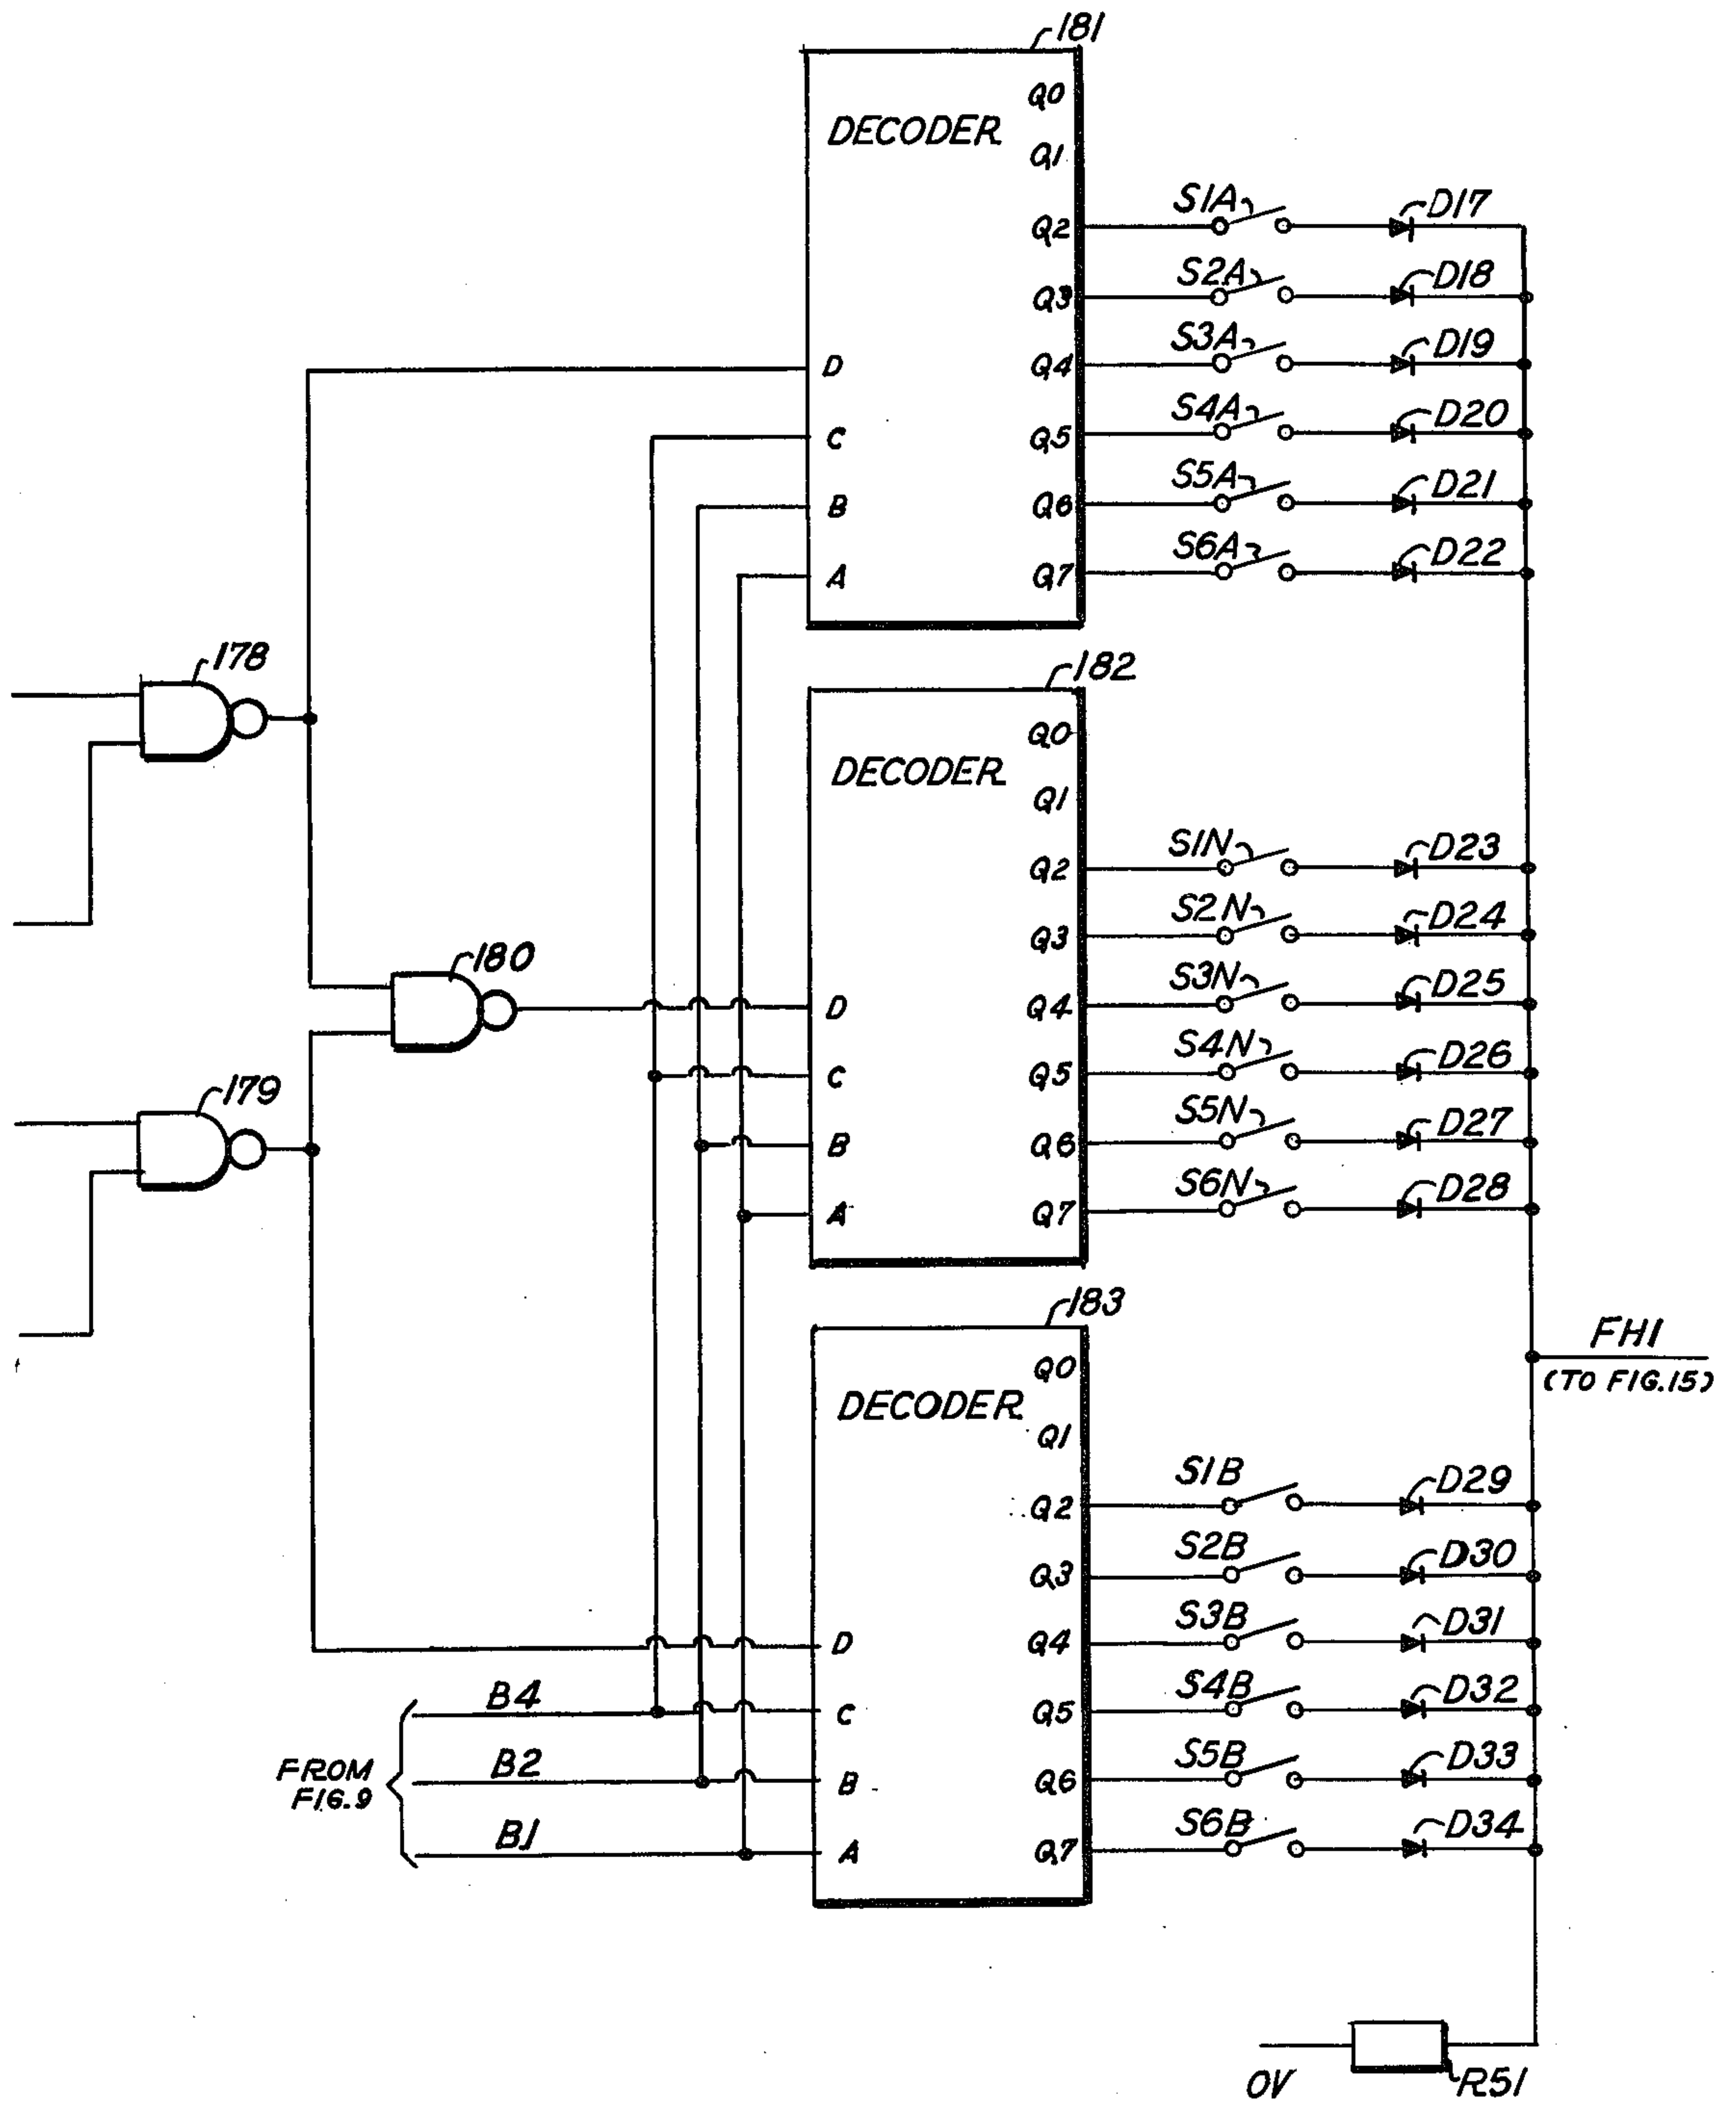 181
DECODER
Q0
Q1
S1A
D17
Q2
S2A
D18
Q3
S3A
D19
D
Q4
S4A
D20
C
Q5
S5A
D21
B
Q6
S6A
D22
A
Q7
178
182
DECODER
Q0
Q1
S1N
D23
Q2
S2N
D24
Q3
180
S3N
D25
D
Q4
S4N
D26
C
Q5
179
S5N
D27
B
Q6
S6N
D28
A
Q7
183
DECODER
Q0
FH1
(TO FIG.15)
Q1
S1B
D29
Q2
S2B
D30
Q3
S3B
D31
D
Q4
B4
S4B
D32
C
Q5
FROM
FIG.9
B2
S5B
D33
B
Q6
B1
S6B
D34
A
Q7
0V
R51